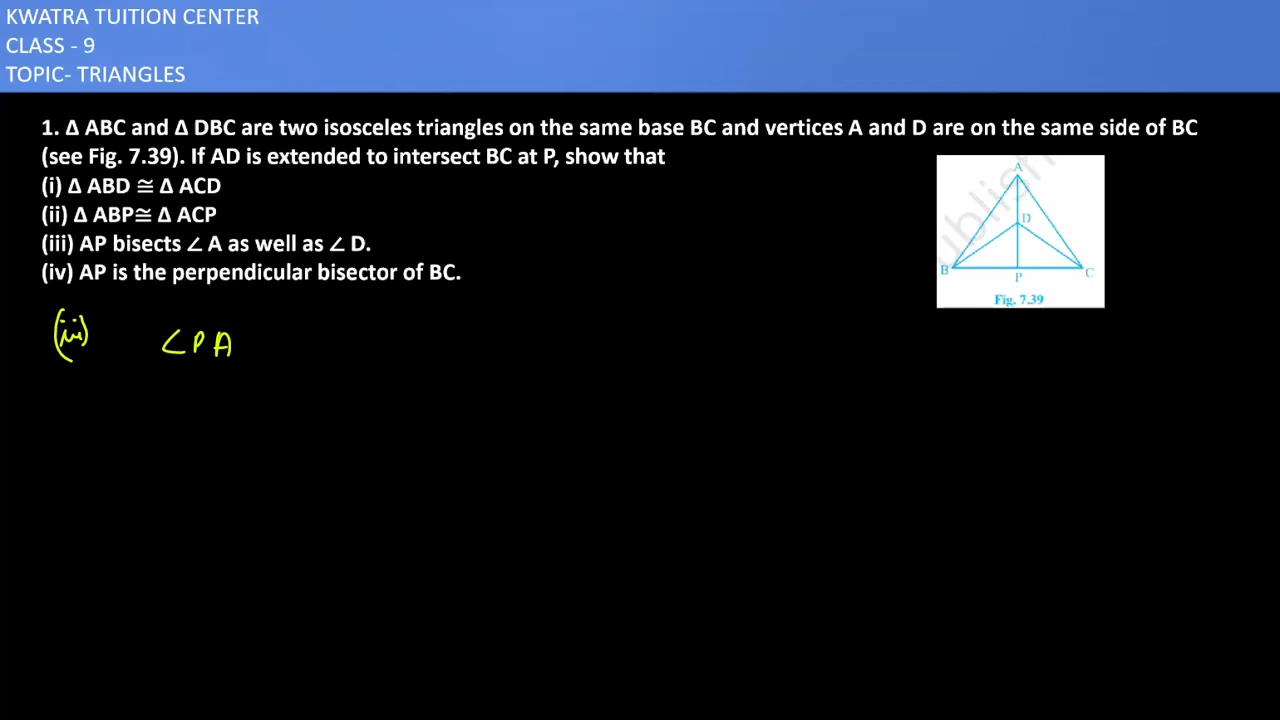 KWATRA TUITION CENTER
CLASS - 9
TOPIC- TRIANGLES
1. Δ ABC and Δ DBC are two isosceles triangles on the same base BC and vertices A and D are on the same side of BC
(see Fig. 7.39). If AD is extended to intersect BC at P, show that
(i) Δ ABD ≅ Δ ACD
(ii) Δ ABP≅ Δ ACP
(iii) AP bisects ∠ A as well as ∠ D.
(iv) AP is the perpendicular bisector of BC.
A
D
B
P
C
Fig. 7.39
(iii) ∠PA